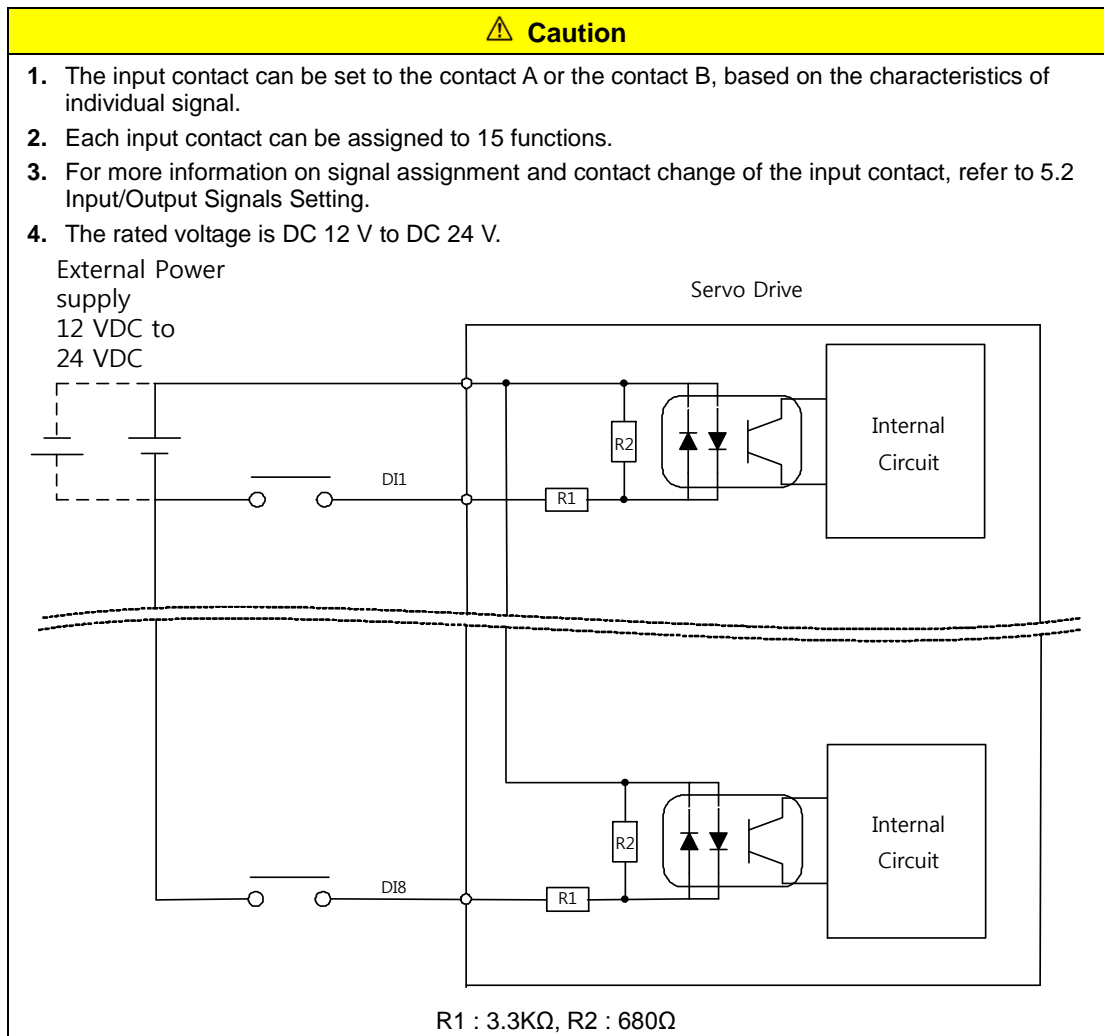 ⚠ Caution
1. The input contact can be set to the contact A or the contact B, based on the characteristics of
individual signal.
2. Each input contact can be assigned to 15 functions.
3. For more information on signal assignment and contact change of the input contact, refer to 5.2
Input/Output Signals Setting.
4. The rated voltage is DC 12 V to DC 24 V.
External Power
supply
12 VDC to
24 VDC
Servo Drive
R2
Internal
Circuit
DI1
R1
R2
Internal
Circuit
DI8
R1
R1 : 3.3KΩ, R2 : 680Ω